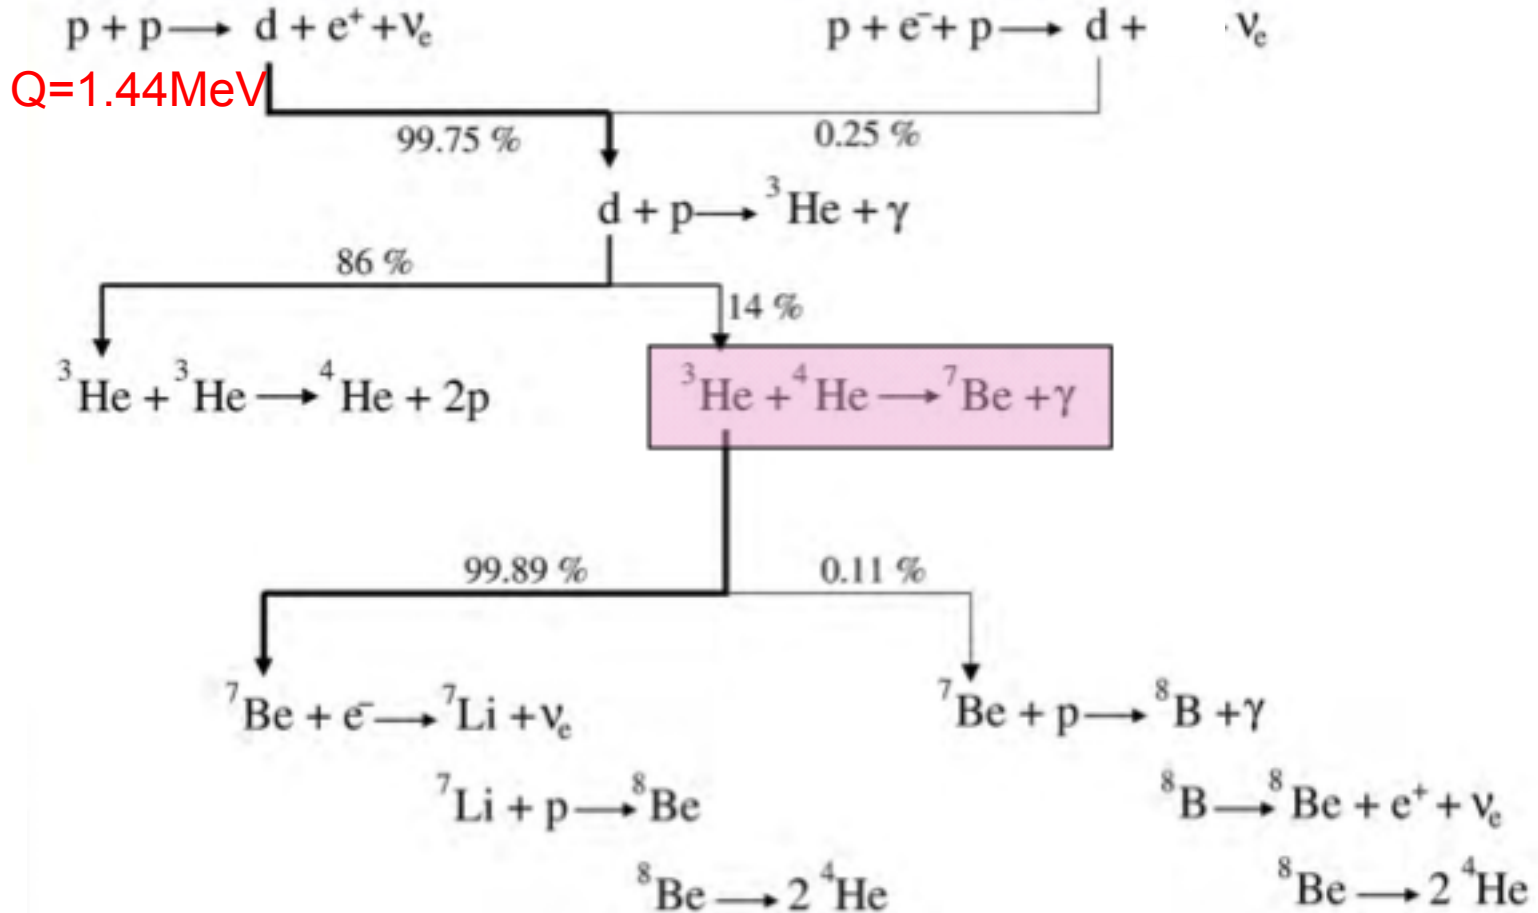 p + p ⟶ d + e⁺ + νₑ
p + e⁻ + p ⟶ d + νₑ
Q=1.44MeV
99.75 %
0.25 %
d + p ⟶ ³He + γ
86 %
14 %
³He + ³He ⟶ ⁴He + 2p
³He + ⁴He ⟶ ⁷Be + γ
99.89 %
0.11 %
⁷Be + e⁻ ⟶ ⁷Li + νₑ
⁷Be + p ⟶ ⁸B + γ
⁷Li + p ⟶ ⁸Be
⁸B ⟶ ⁸Be + e⁺ + νₑ
⁸Be ⟶ 2 ⁴He
⁸Be ⟶ 2 ⁴He